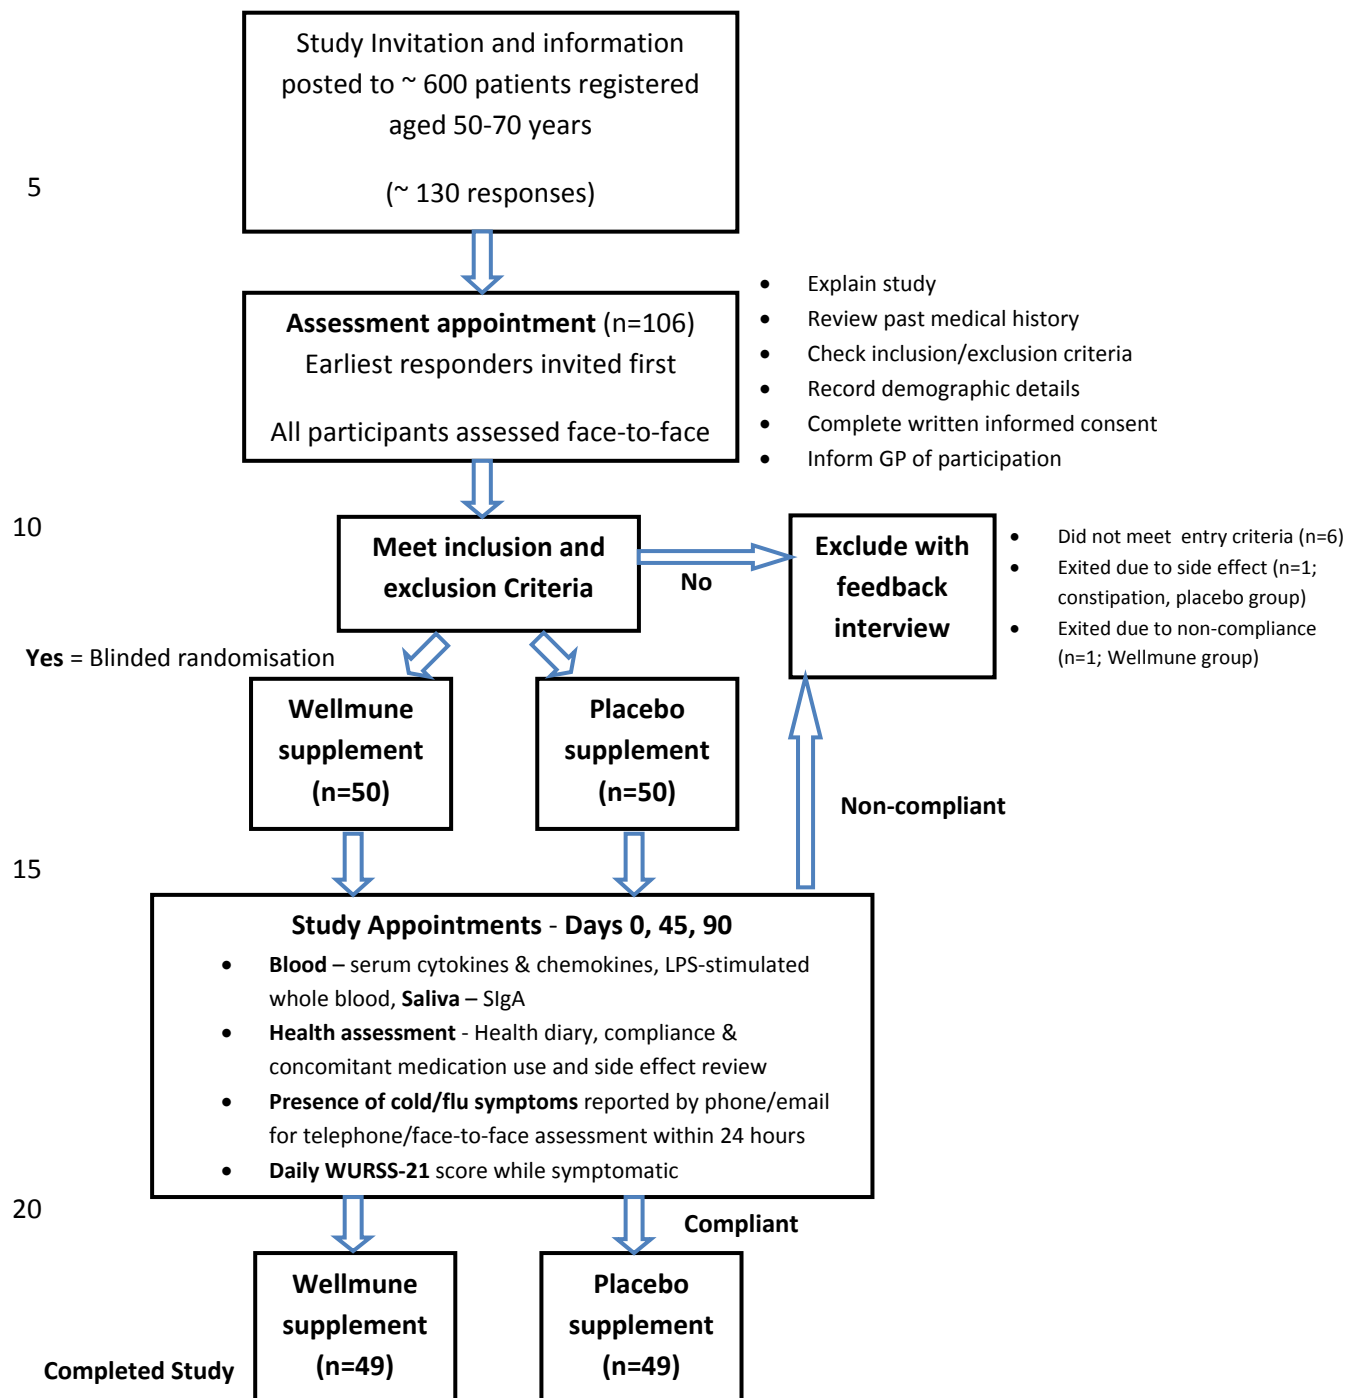 Study Invitation and information
posted to ~ 600 patients registered
aged 50-70 years
5
(~ 130 responses)
Assessment appointment (n=106)
Earliest responders invited first
All participants assessed face-to-face
• Explain study
• Review past medical history
• Check inclusion/exclusion criteria
• Record demographic details
• Complete written informed consent
• Inform GP of participation
10
Meet inclusion and
exclusion Criteria
No
Exclude with
feedback
interview
• Did not meet entry criteria (n=6)
• Exited due to side effect (n=1;
constipation, placebo group)
• Exited due to non-compliance
(n=1; Wellmune group)
Yes = Blinded randomisation
Wellmune
supplement
(n=50)
Placebo
supplement
(n=50)
Non-compliant
15
Study Appointments - Days 0, 45, 90
• Blood – serum cytokines & chemokines, LPS-stimulated
whole blood, Saliva – SIgA
• Health assessment - Health diary, compliance &
concomitant medication use and side effect review
• Presence of cold/flu symptoms reported by phone/email
for telephone/face-to-face assessment within 24 hours
• Daily WURSS-21 score while symptomatic
20
Compliant
Wellmune
supplement
(n=49)
Placebo
supplement
(n=49)
Completed Study